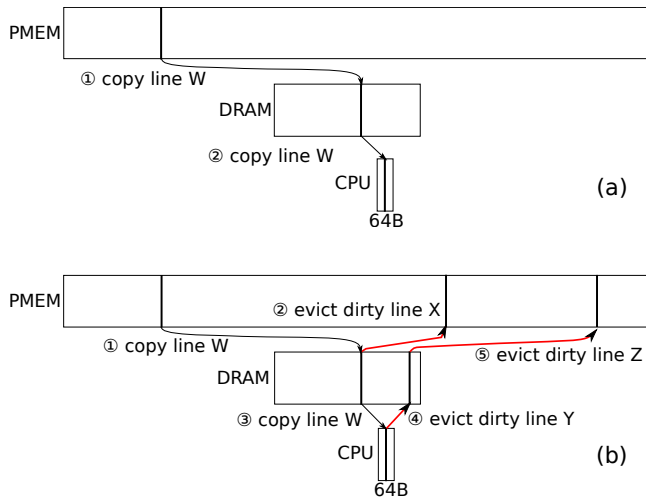 PMEM
① copy line W
DRAM
② copy line W
CPU
64B
(a)
PMEM
② evict dirty line X
① copy line W
⑤ evict dirty line Z
DRAM
③ copy line W
④ evict dirty line Y
CPU
64B
(b)